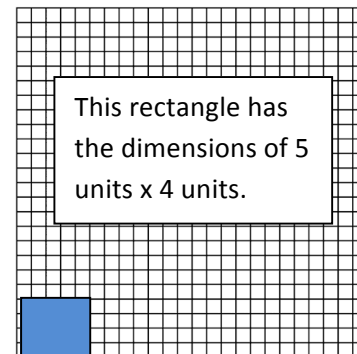 This rectangle has
the dimensions of 5
units x 4 units.